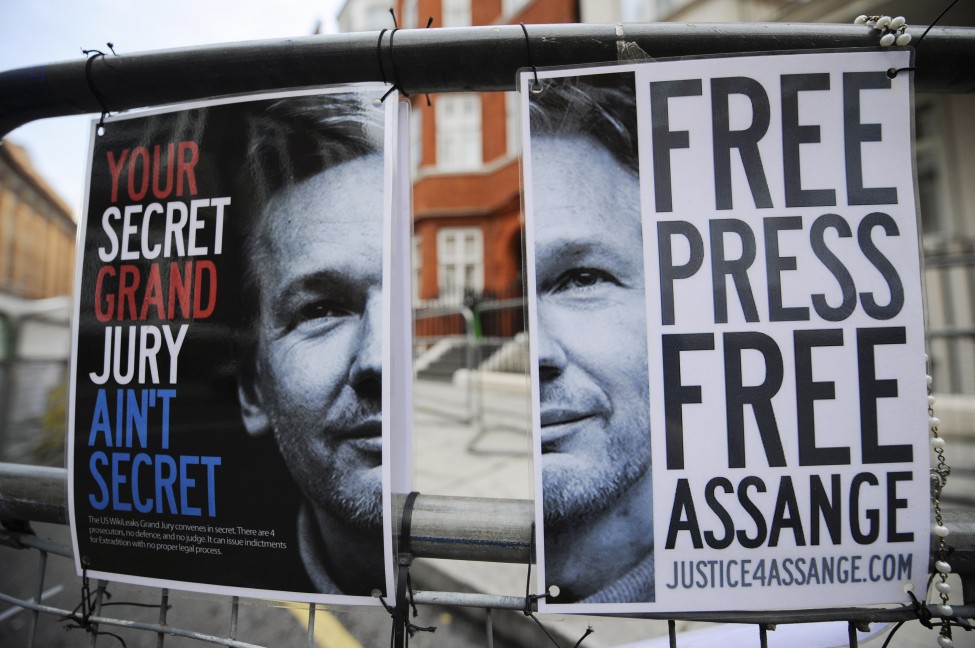 YOUR
SECRET
GRAND
JURY
AIN'T
SECRET
The US WikiLeaks Grand Jury convenes in secret. There are 4
prosecutors, no defence, and no judge. It can issue indictments
for Extradition with no proper legal process.
FREE
PRESS
FREE
ASSANGE
JUSTICE4ASSANGE.COM